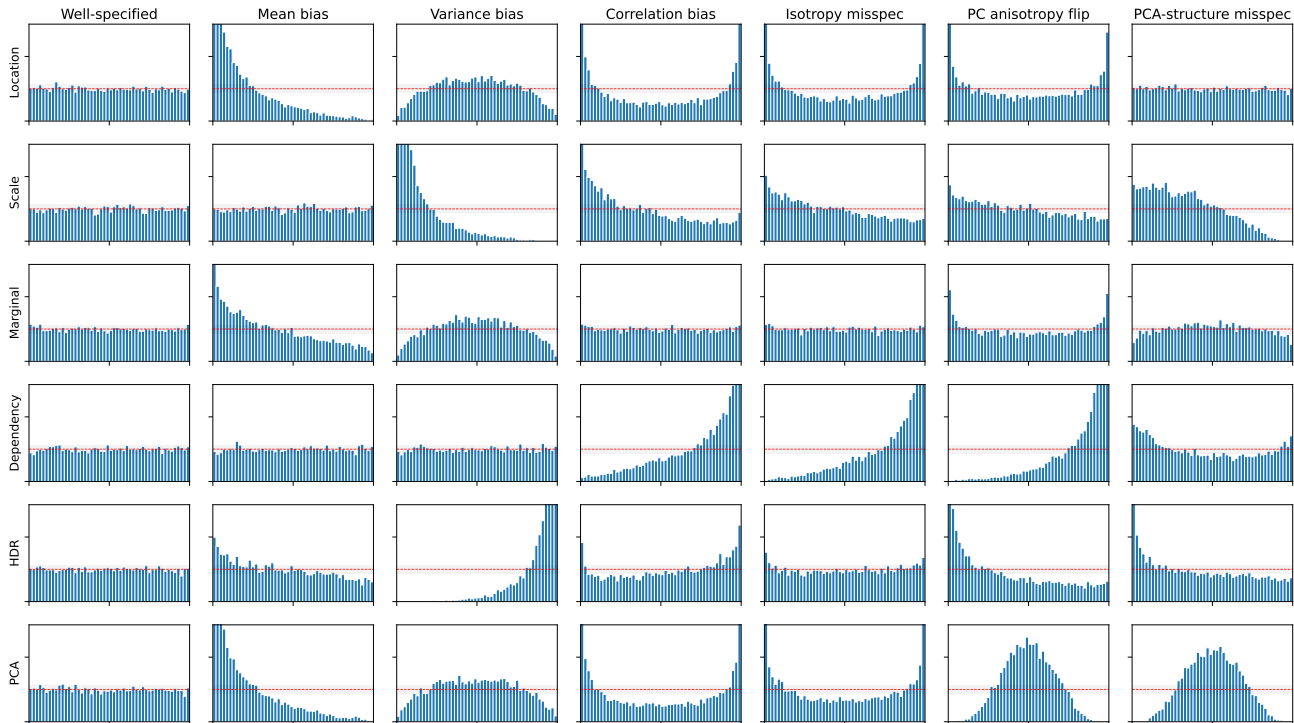 Well-specified
Mean bias
Variance bias
Correlation bias
Isotropy misspec
PC anisotropy flip
PCA-structure misspec
Location
Scale
Marginal
Dependency
HDR
PCA